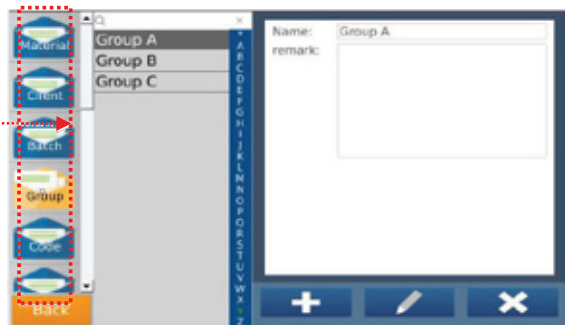 Material
Client
Batch
Group
Code
Back
Group A
Group B
Group C
*
A
B
C
D
E
F
G
H
I
J
K
L
M
N
O
P
Q
R
S
T
U
V
W
X
Y
Z
Name: Group A
remark: